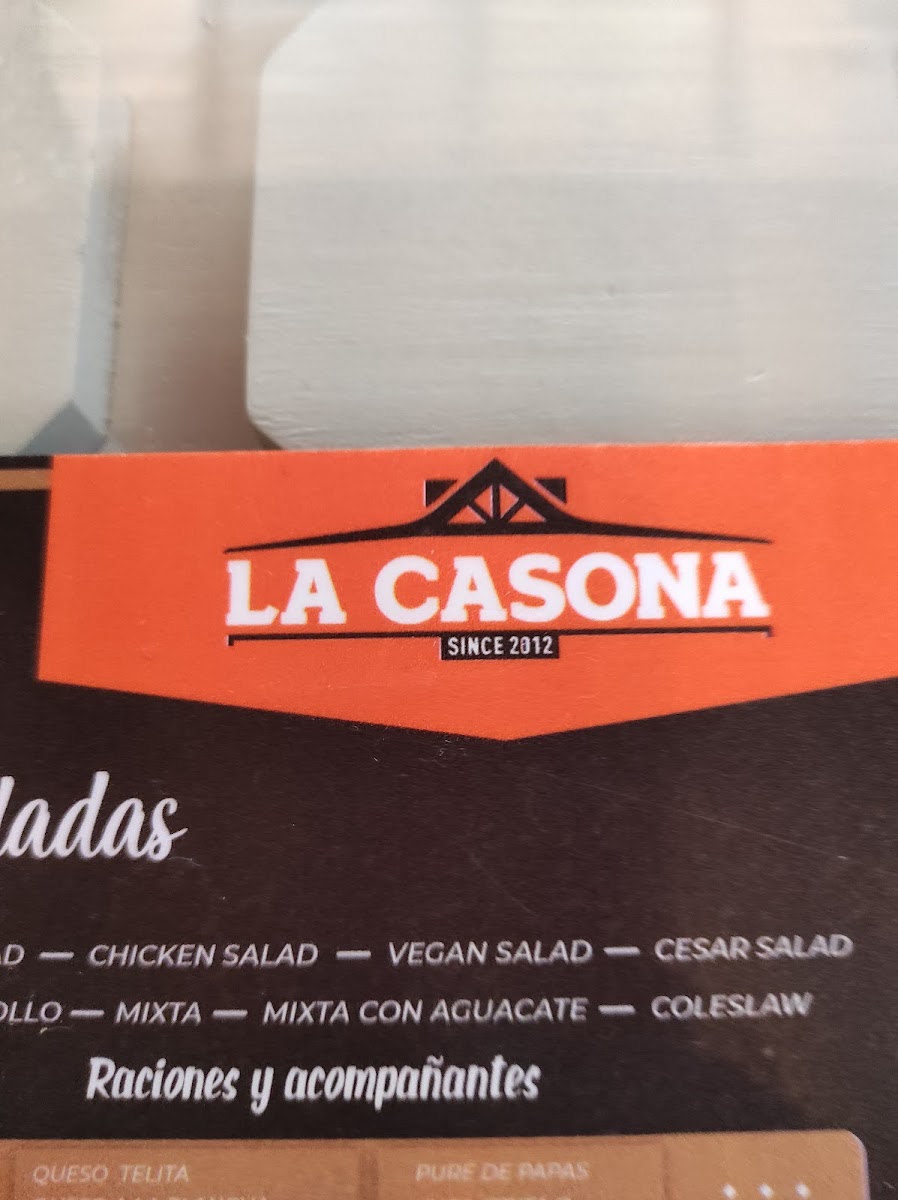 LA CASONA
SINCE 2012
ladas
AD — CHICKEN SALAD — VEGAN SALAD — CESAR SALAD
OLLO — MIXTA — MIXTA CON AGUACATE — COLESLAW
Raciones y acompañantes
QUESO TELITA
PURE DE PAPAS